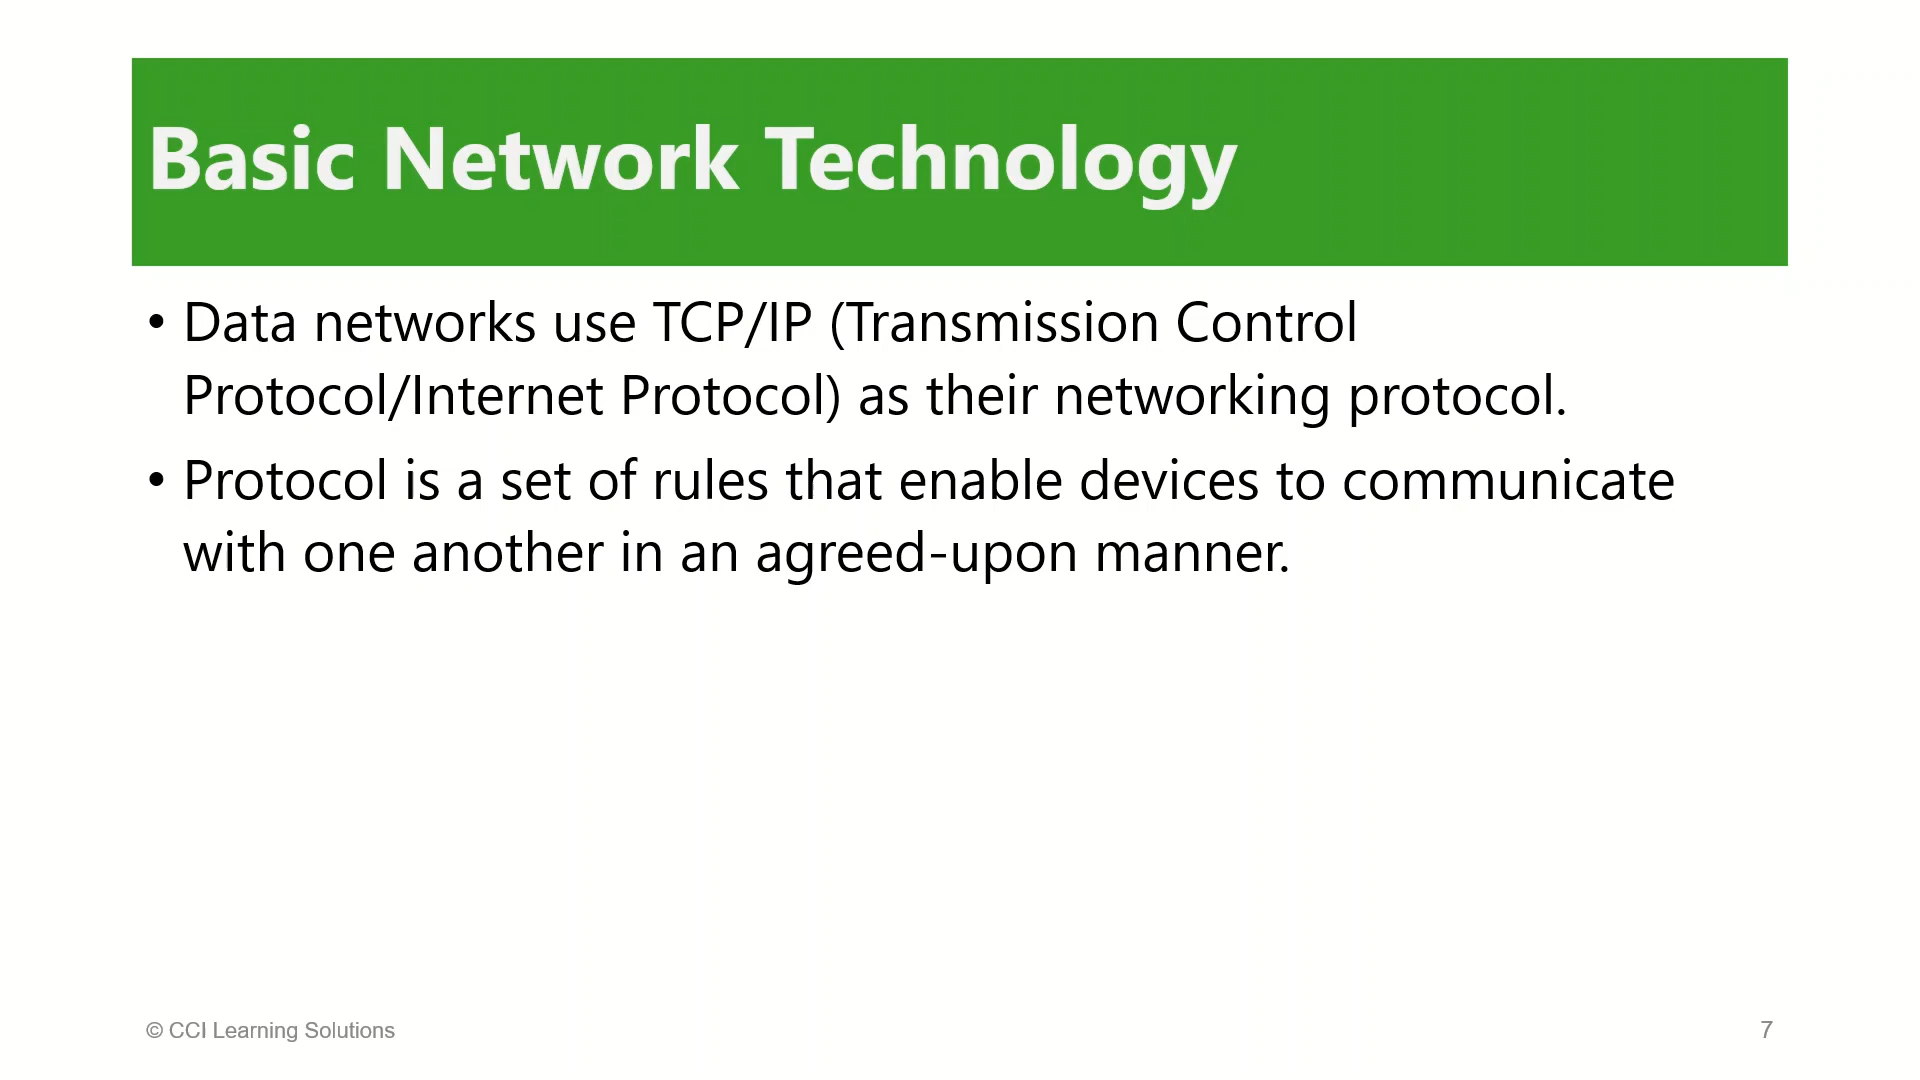 Basic Network Technology
• Data networks use TCP/IP (Transmission Control
Protocol/Internet Protocol) as their networking protocol.
• Protocol is a set of rules that enable devices to communicate
with one another in an agreed-upon manner.
© CCI Learning Solutions
7